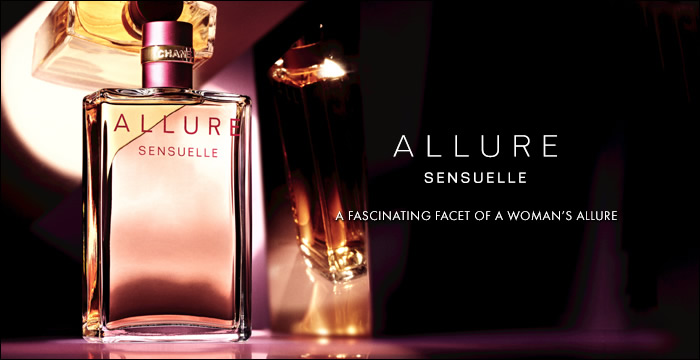 CHANEL
ALLURE
SENSUELLE
ALLURE
SENSUELLE
A FASCINATING FACET OF A WOMAN'S ALLURE